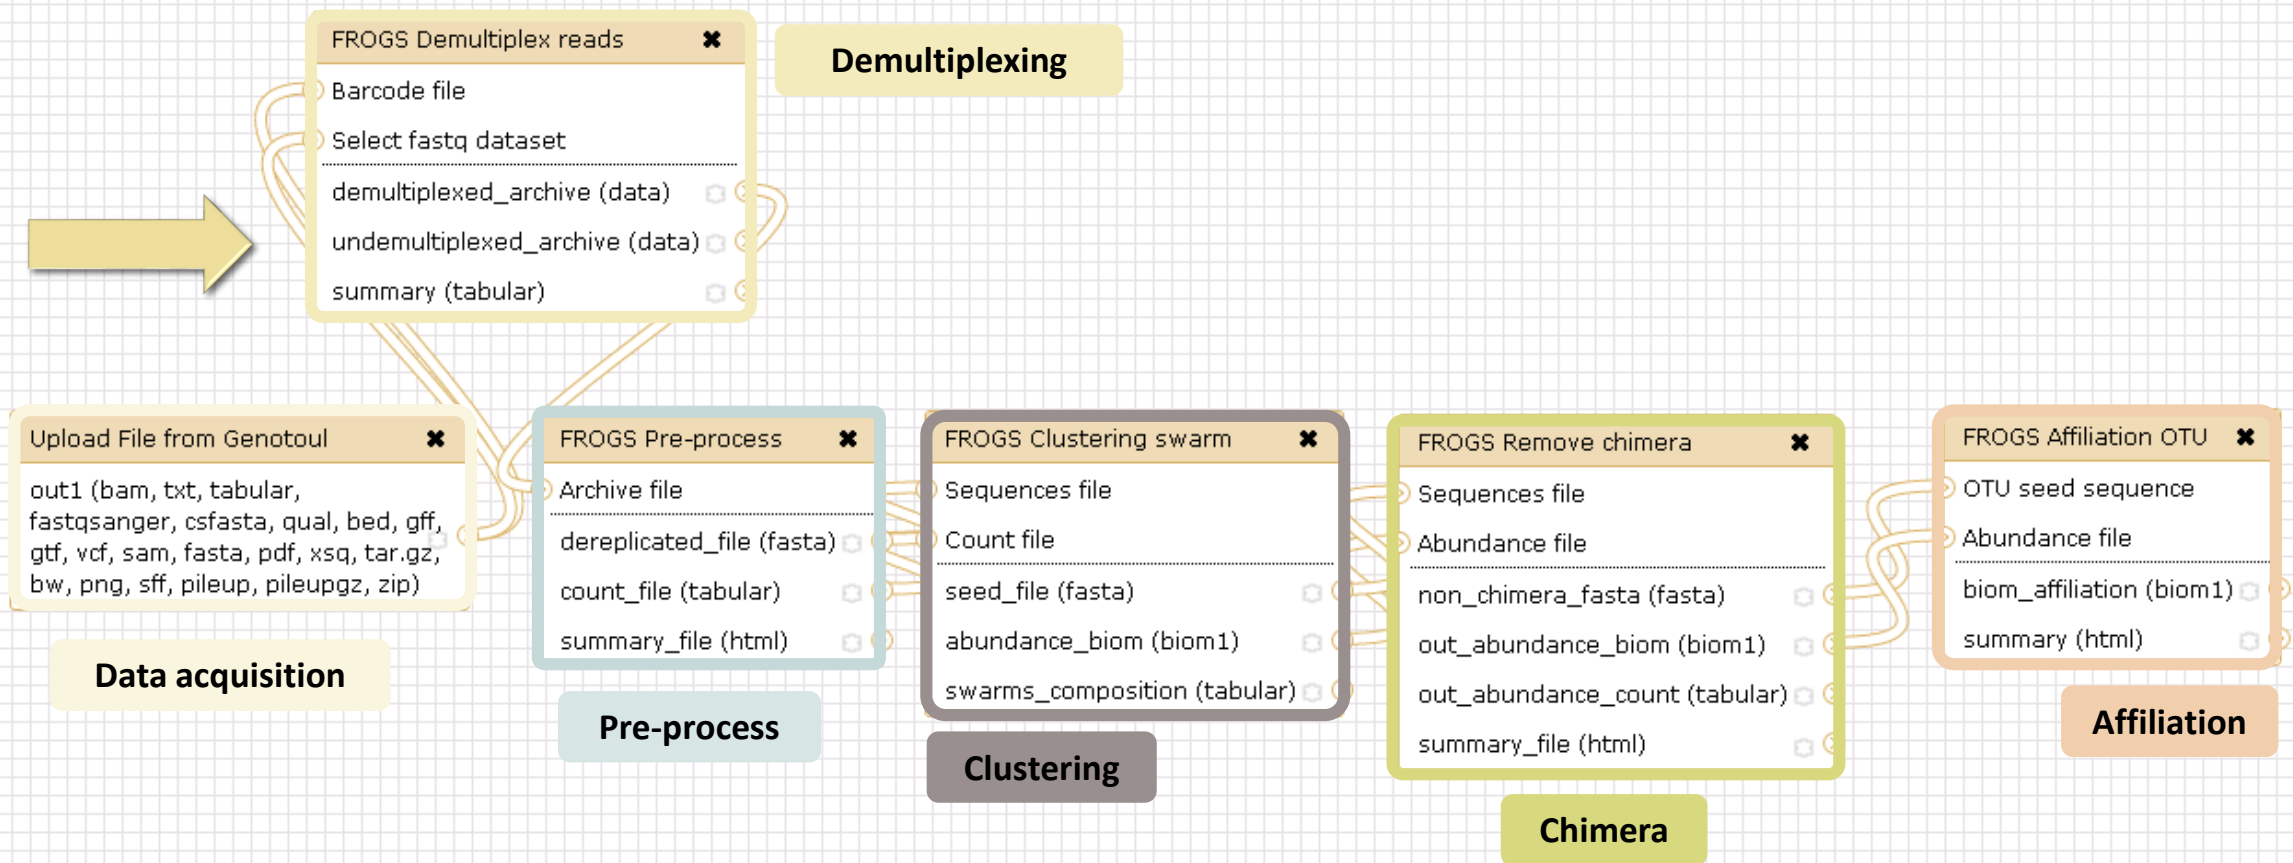 FROGS Demultiplex reads
Barcode file
Select fastq dataset
demultiplexed_archive (data)
undemultiplexed_archive (data)
summary (tabular)
Demultiplexing
Upload File from Genotoul
out1 (bam, txt, tabular,
fastqsanger, csfasta, qual, bed, gff,
gtf, vcf, sam, fasta, pdf, xsq, tar.gz,
bw, png, sff, pileup, pileupgz, zip)
Data acquisition
FROGS Pre-process
Archive file
dereplicated_file (fasta)
count_file (tabular)
summary_file (html)
Pre-process
FROGS Clustering swarm
Sequences file
Count file
seed_file (fasta)
abundance_biom (biom1)
swarms_composition (tabular)
Clustering
FROGS Remove chimera
Sequences file
Abundance file
non_chimera_fasta (fasta)
out_abundance_biom (biom1)
out_abundance_count (tabular)
summary_file (html)
Chimera
FROGS Affiliation OTU
OTU seed sequence
Abundance file
biom_affiliation (biom1)
summary (html)
Affiliation